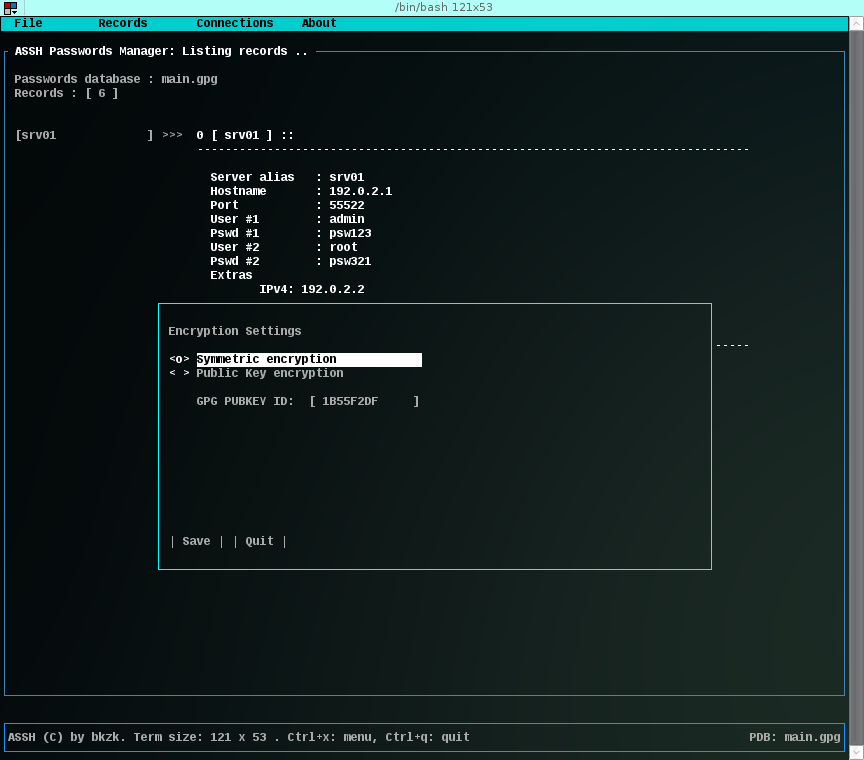 /bin/bash 121x53
File Records Connections About
ASSH Passwords Manager: Listing records ..
Passwords database : main.gpg
Records : [ 6 ]
[srv01 ] >>> 0 [ srv01 ] ::
Server alias : srv01
Hostname : 192.0.2.1
Port : 55522
User #1 : admin
Pswd #1 : psw123
User #2 : root
Pswd #2 : psw321
Extras
IPv4: 192.0.2.2
Encryption Settings
<o> Symmetric encryption
< > Public Key encryption
GPG PUBKEY ID: [ 1B55F2DF ]
| Save | | Quit |
ASSH (C) by bkzk. Term size: 121 x 53 . Ctrl+x: menu, Ctrl+q: quit PDB: main.gpg